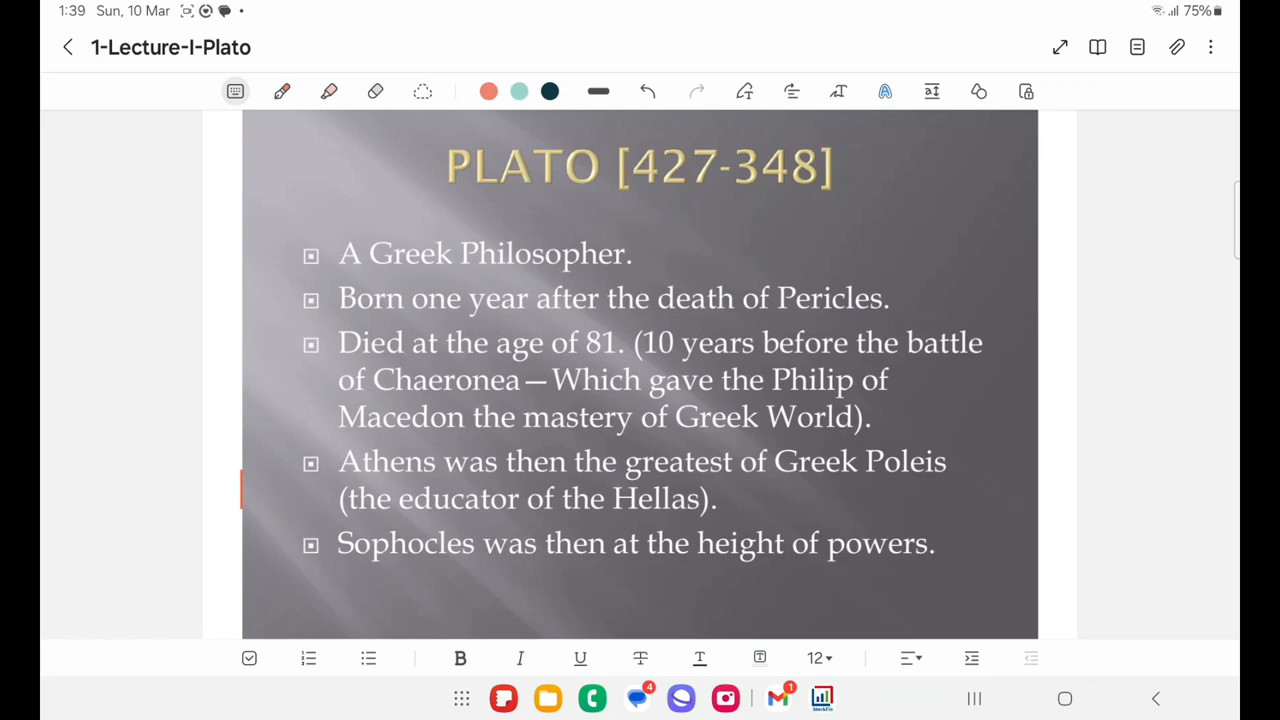 1:39 Sun, 10 Mar
75%
1-Lecture-I-Plato
PLATO [427-348]
A Greek Philosopher.
Born one year after the death of Pericles.
Died at the age of 81. (10 years before the battle
of Chaeronea—Which gave the Philip of
Macedon the mastery of Greek World).
Athens was then the greatest of Greek Poleis
(the educator of the Hellas).
Sophocles was then at the height of powers.
B I U T T T 12
4
1